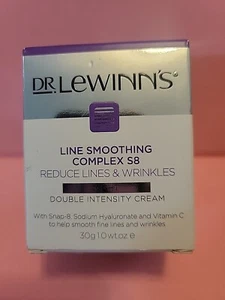 DR. LEWINN'S®
LINE SMOOTHING
COMPLEX S8
REDUCE LINES & WRINKLES
DOUBLE INTENSITY CREAM
With Snap-8, Sodium Hyaluronate and Vitamin C
to help smooth fine lines and wrinkles
30g 1.0 wt.oz e